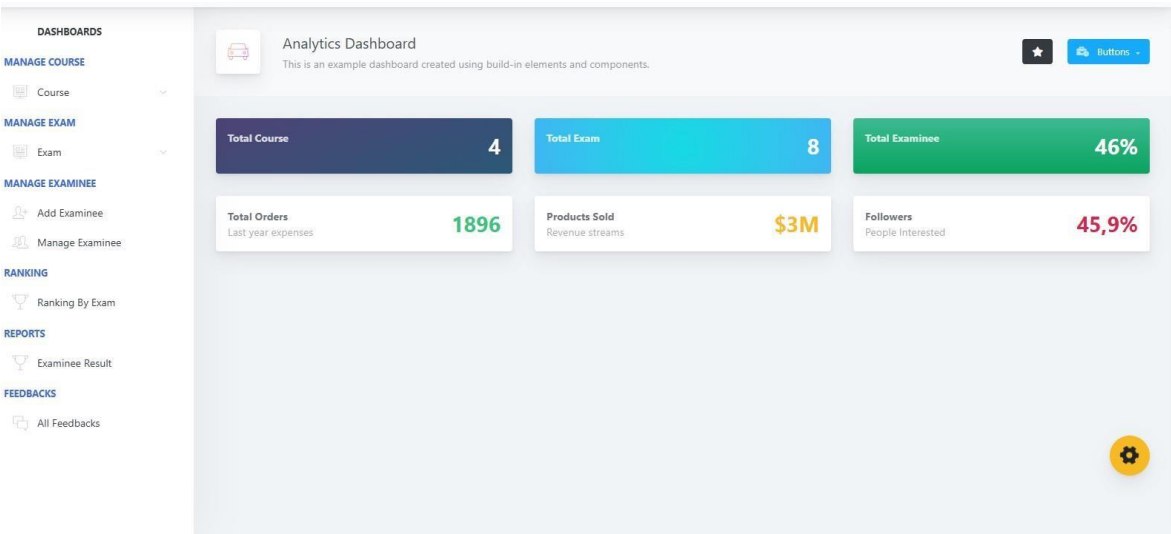 DASHBOARDS
MANAGE COURSE
Course
MANAGE EXAM
Exam
MANAGE EXAMINEE
Add Examinee
Manage Examinee
RANKING
Ranking By Exam
REPORTS
Examinee Result
FEEDBACKS
All Feedbacks
Analytics Dashboard
This is an example dashboard created using build-in elements and components.
Buttons
Total Course
4
Total Exam
8
Total Examinee
46%
Total Orders
Last year expenses
1896
Products Sold
Revenue streams
$3M
Followers
People Interested
45,9%